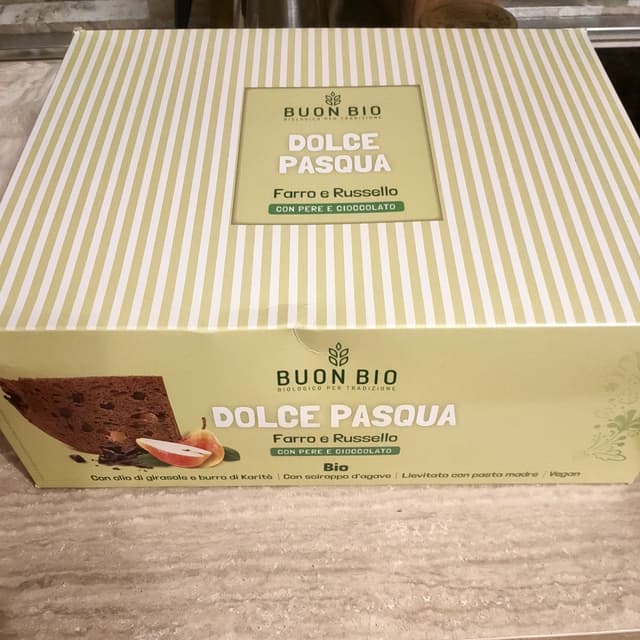 BUON BIO
BIOLOGICO PER TRADIZIONE
DOLCE
PASQUA
Farro e Russello
CON PERE E CIOCCOLATO
BUON BIO
BIOLOGICO PER TRADIZIONE
DOLCE PASQUA
Farro e Russello
CON PERE E CIOCCOLATO
Bio
Con olio di girasole e burro di Karitè | Con sciroppo d'agave | Lievitato con pasta madre | Vegan